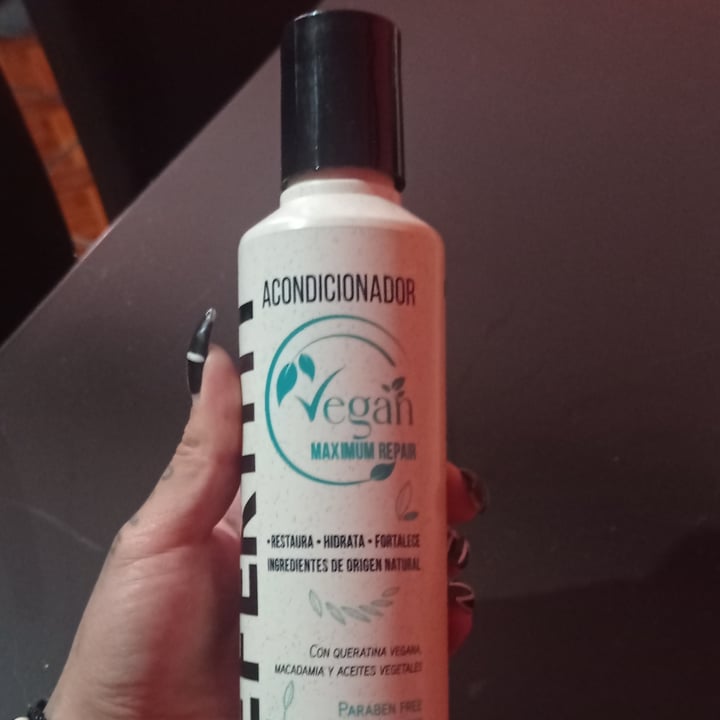 ACONDICIONADOR
Vegan
MAXIMUM REPAIR
• RESTAURA • HIDRATA • FORTALECE
INGREDIENTES DE ORIGEN NATURAL
CON QUERATINA VEGANA,
MACADAMIA Y ACEITES VEGETALES
PARABEN FREE